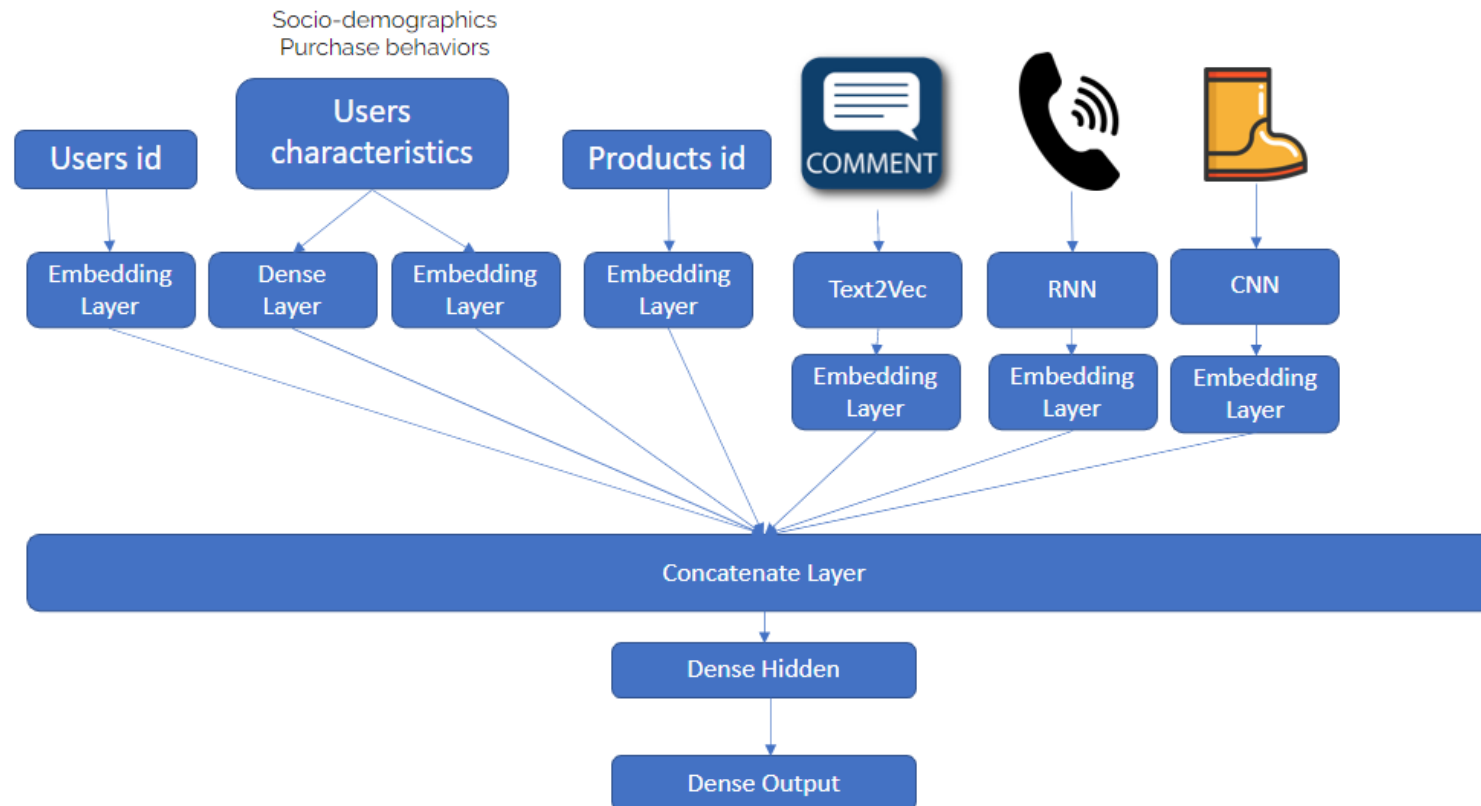 Socio-demographics
Purchase behaviors
Users
characteristics
Users id
Products id
COMMENT
Embedding
Layer
Dense
Layer
Embedding
Layer
Embedding
Layer
Text2Vec
RNN
CNN
Embedding
Layer
Embedding
Layer
Embedding
Layer
Concatenate Layer
Dense Hidden
Dense Output